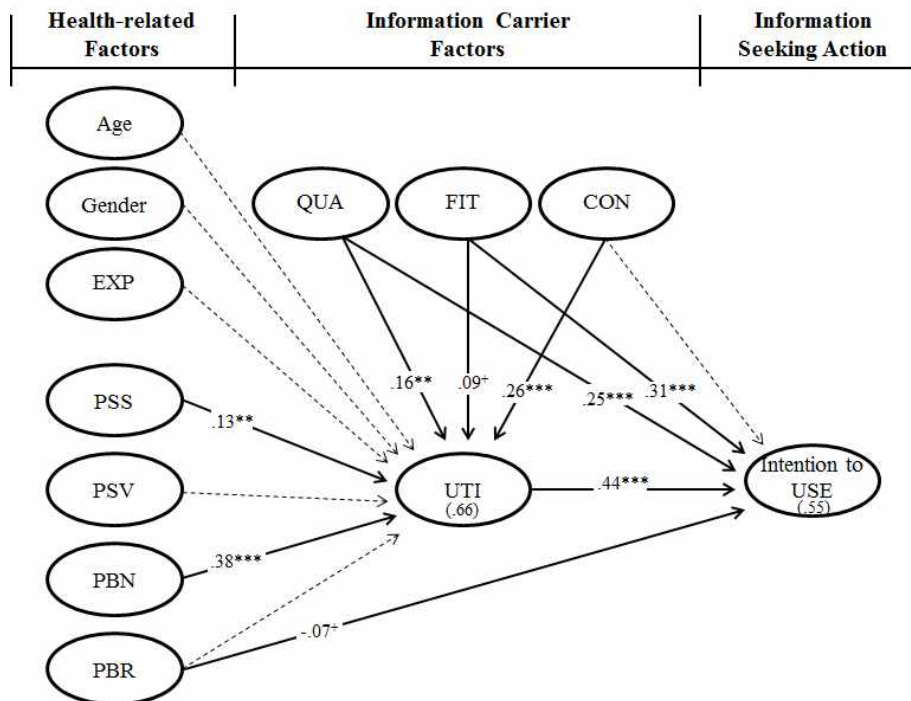 Health-related
Factors
Information Carrier
Factors
Information
Seeking Action
Age
Gender
EXP
PSS
PSV
PBN
PBR
QUA
FIT
CON
.16**
.09⁺
.26***
.25***
.31***
.13**
.38***
-.07⁺
UTI
(.66)
.44***
Intention to
USE
(.55)